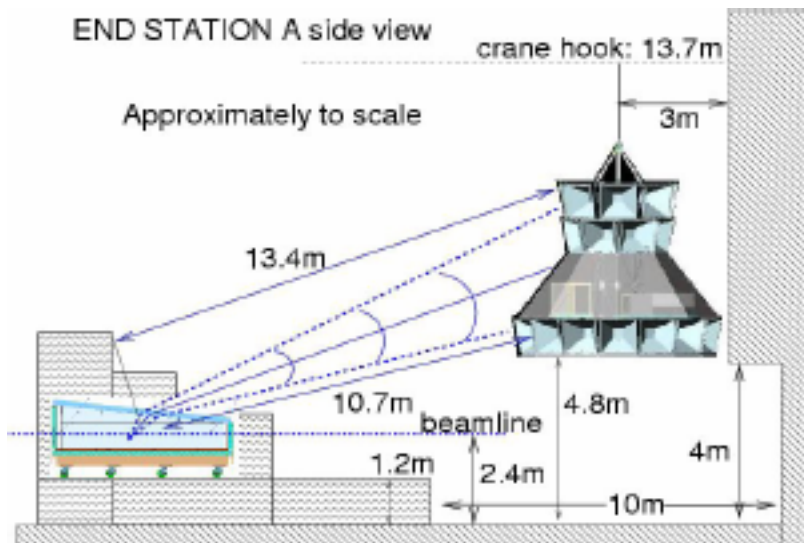 END STATION A side view
crane hook: 13.7m
Approximately to scale
3m
13.4m
10.7m
beamline
4.8m
1.2m
2.4m
4m
10m